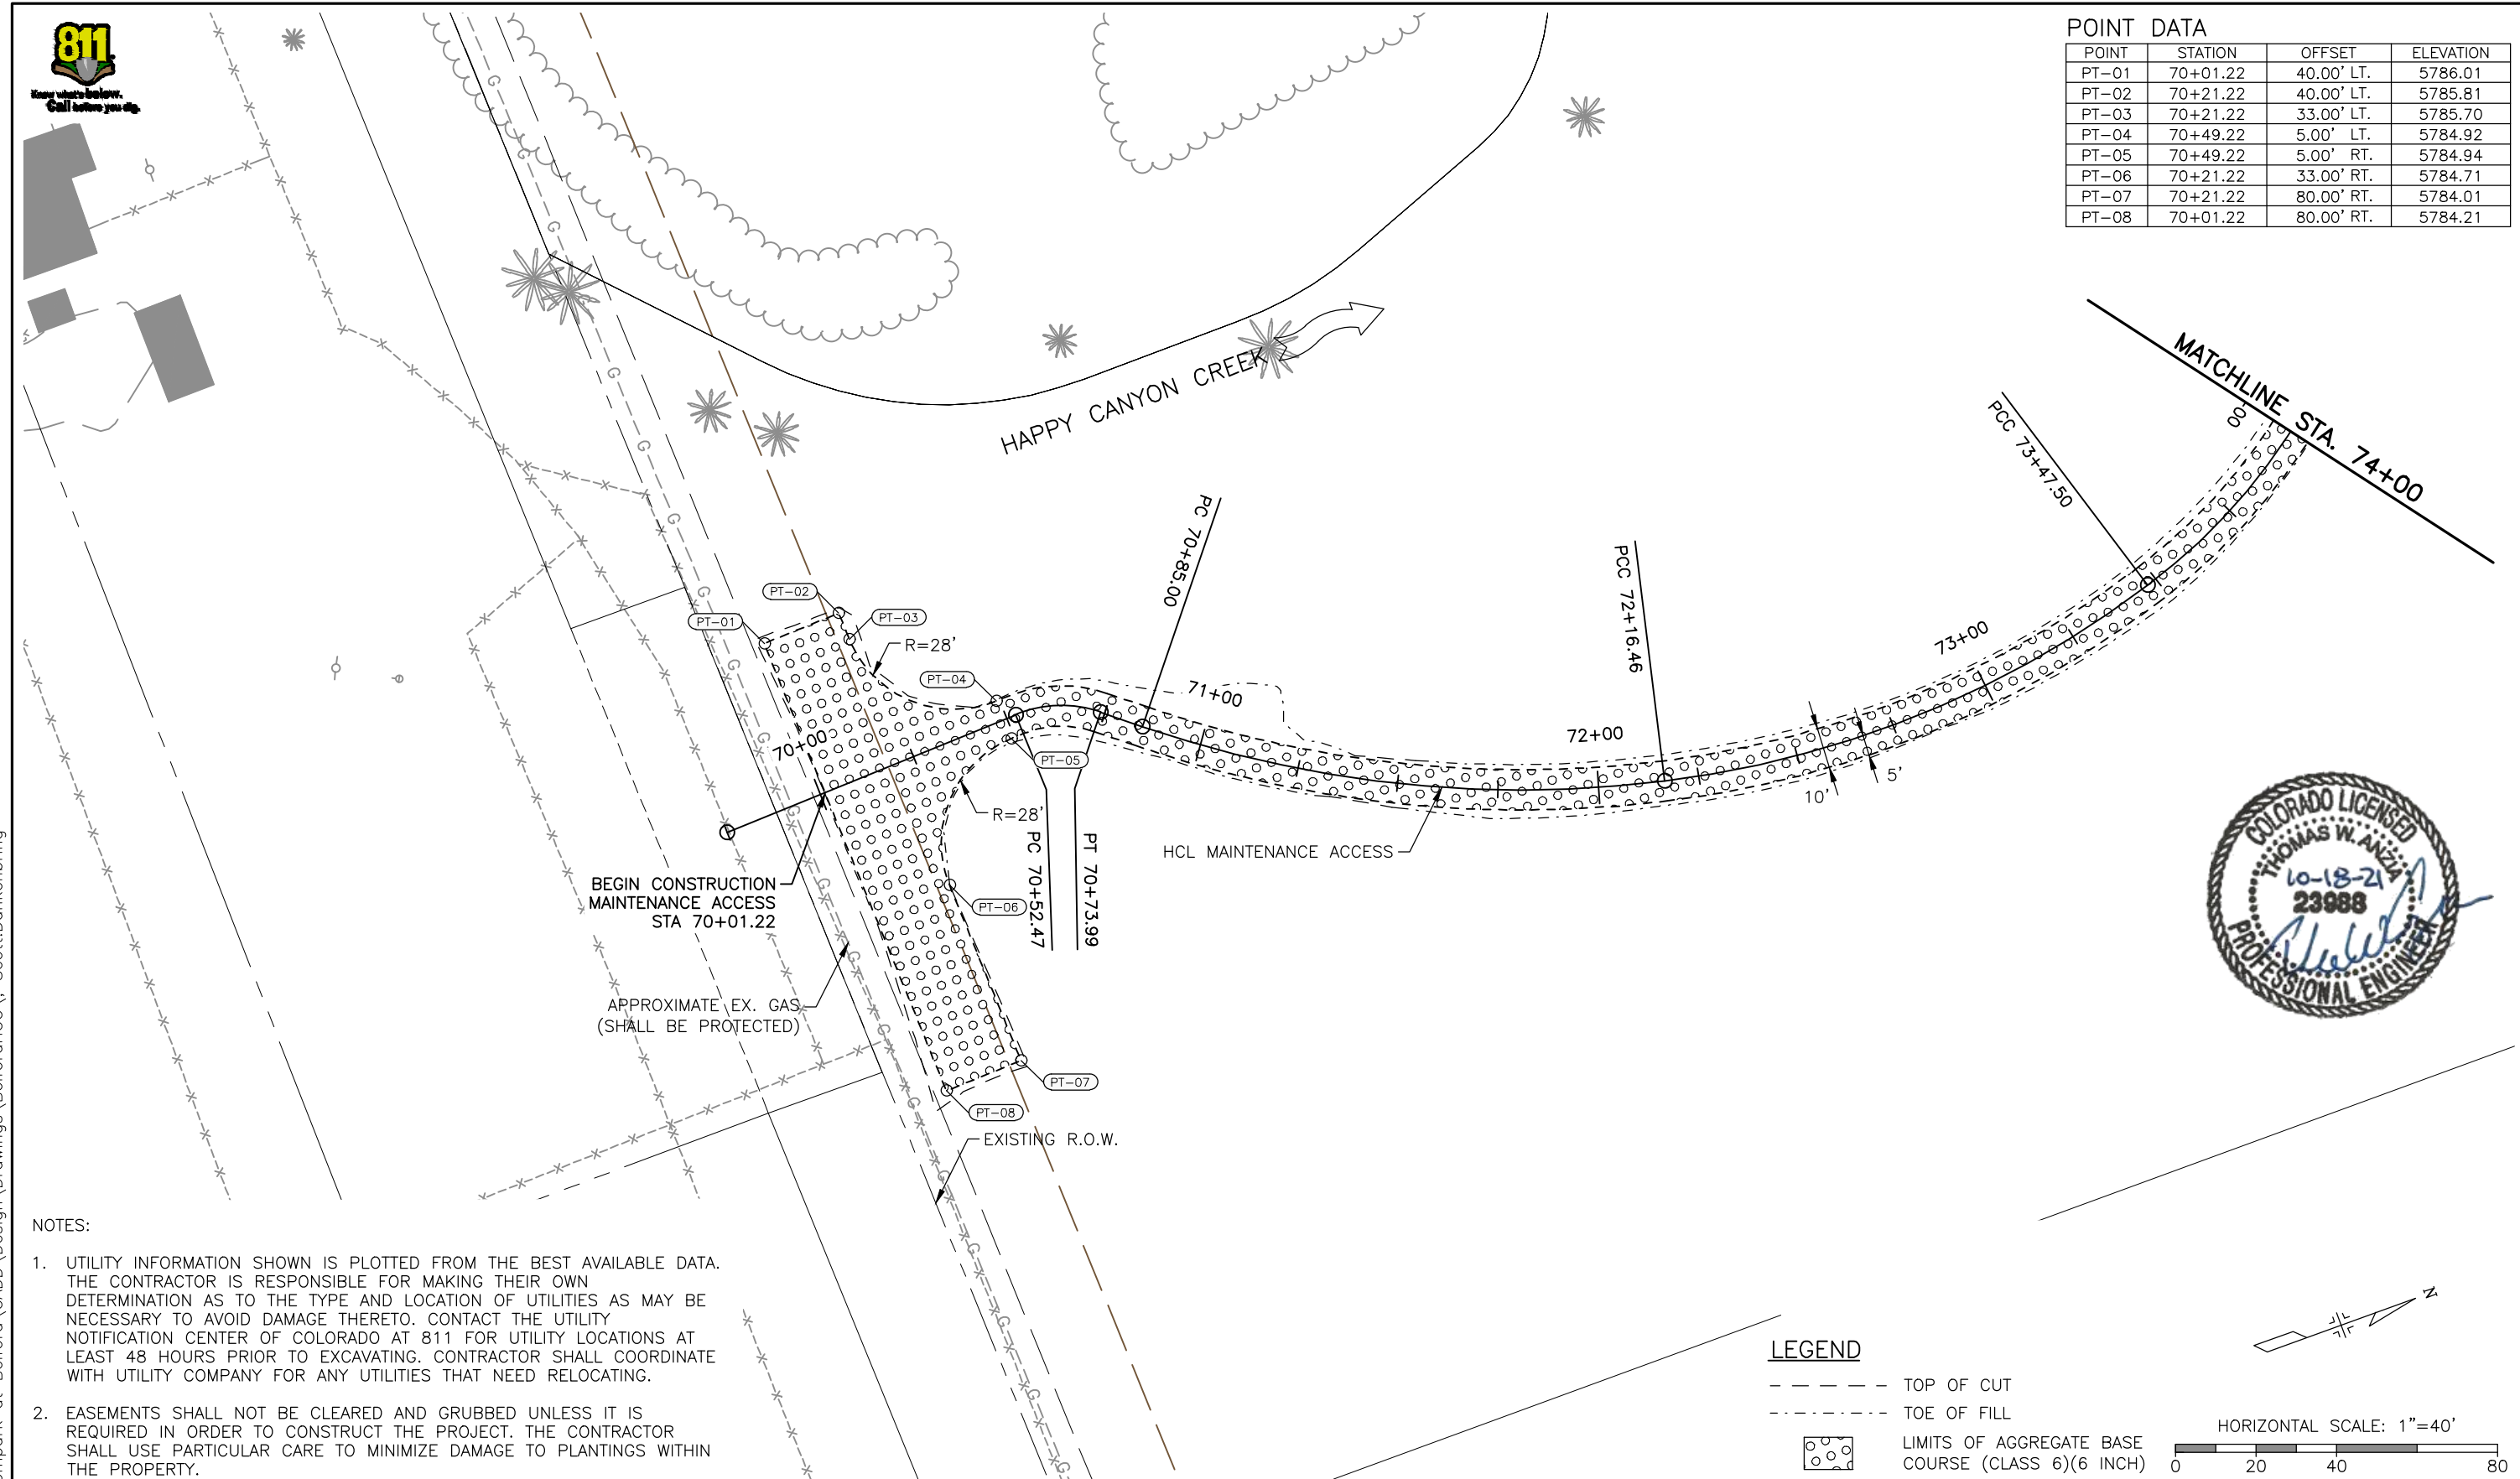 811
Know what's below.
Call before you dig.
POINT DATA
POINT STATION OFFSET ELEVATION
PT-01 70+01.22 40.00' LT. 5786.01
PT-02 70+21.22 40.00' LT. 5785.81
PT-03 70+21.22 33.00' LT. 5785.70
PT-04 70+49.22 5.00' LT. 5784.92
PT-05 70+49.22 5.00' RT. 5784.94
PT-06 70+21.22 33.00' RT. 5784.71
PT-07 70+21.22 80.00' RT. 5784.01
PT-08 70+01.22 80.00' RT. 5784.21
HAPPY CANYON CREEK
MATCHLINE STA. 74+00
00
PCC 73+47.50
PC 70+85.00
PCC 72+16.46
73+00
72+00
71+00
70+00
PT-01
PT-02
PT-03
R=28'
PT-04
PT-05
R=28'
PT-06
PC 70+52.47
PT 70+73.99
10'
5'
HCL MAINTENANCE ACCESS
BEGIN CONSTRUCTION
MAINTENANCE ACCESS
STA 70+01.22
APPROXIMATE EX. GAS
(SHALL BE PROTECTED)
PT-07
PT-08
EXISTING R.O.W.
G G G G G G G G G G G G G G G G G G G G G G
COLORADO LICENSED
THOMAS W. ANZIA
10-18-21
23988
PROFESSIONAL ENGINEER
NOTES:
1. UTILITY INFORMATION SHOWN IS PLOTTED FROM THE BEST AVAILABLE DATA.
THE CONTRACTOR IS RESPONSIBLE FOR MAKING THEIR OWN
DETERMINATION AS TO THE TYPE AND LOCATION OF UTILITIES AS MAY BE
NECESSARY TO AVOID DAMAGE THERETO. CONTACT THE UTILITY
NOTIFICATION CENTER OF COLORADO AT 811 FOR UTILITY LOCATIONS AT
LEAST 48 HOURS PRIOR TO EXCAVATING. CONTRACTOR SHALL COORDINATE
WITH UTILITY COMPANY FOR ANY UTILITIES THAT NEED RELOCATING.
2. EASEMENTS SHALL NOT BE CLEARED AND GRUBBED UNLESS IT IS
REQUIRED IN ORDER TO CONSTRUCT THE PROJECT. THE CONTRACTOR
SHALL USE PARTICULAR CARE TO MINIMIZE DAMAGE TO PLANTINGS WITHIN
THE PROPERTY.
N
LEGEND
TOP OF CUT
TOE OF FILL
LIMITS OF AGGREGATE BASE
COURSE (CLASS 6)(6 INCH)
HORIZONTAL SCALE: 1"=40'
0 20 40 80